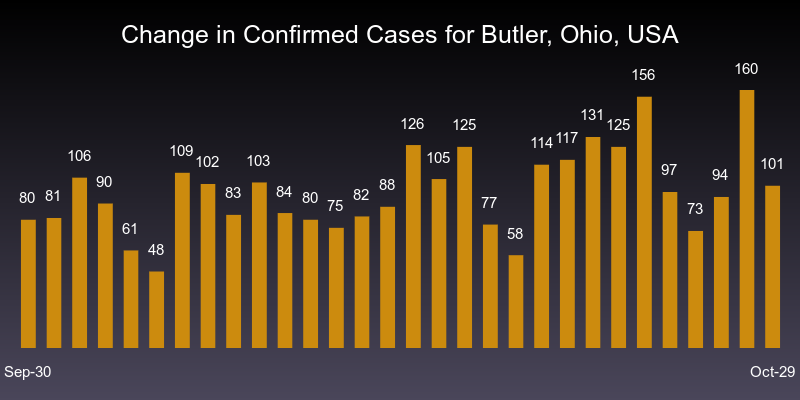 Change in Confirmed Cases for Butler, Ohio, USA
80 81 106 90 61 48 109 102 83 103 84 80 75 82 88 126 105 125 77 58 114 117 131 125 156 97 73 94 160 101
Sep-30 Oct-29